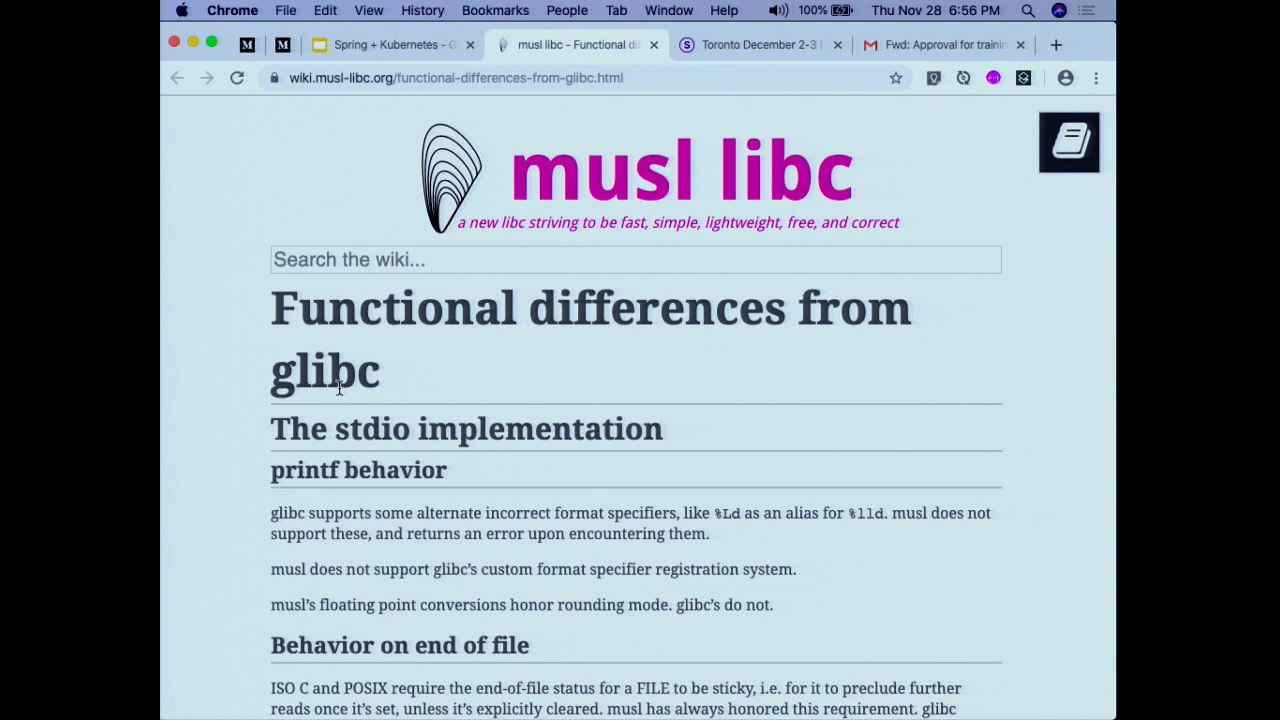 Chrome File Edit View History Bookmarks People Tab Window Help 100% Thu Nov 28 6:56 PM
M M Spring + Kubernetes - G musl libc - Functional dif S Toronto December 2-3 | Fwd: Approval for trainin
wiki.musl-libc.org/functional-differences-from-glibc.html
musl libc
a new libc striving to be fast, simple, lightweight, free, and correct
Search the wiki...
Functional differences from
glibc
The stdio implementation
printf behavior
glibc supports some alternate incorrect format specifiers, like %Ld as an alias for %lld. musl does not
support these, and returns an error upon encountering them.
musl does not support glibc’s custom format specifier registration system.
musl’s floating point conversions honor rounding mode. glibc’s do not.
Behavior on end of file
ISO C and POSIX require the end-of-file status for a FILE to be sticky, i.e. for it to preclude further
reads once it’s set, unless it’s explicitly cleared. musl has always honored this requirement. glibc